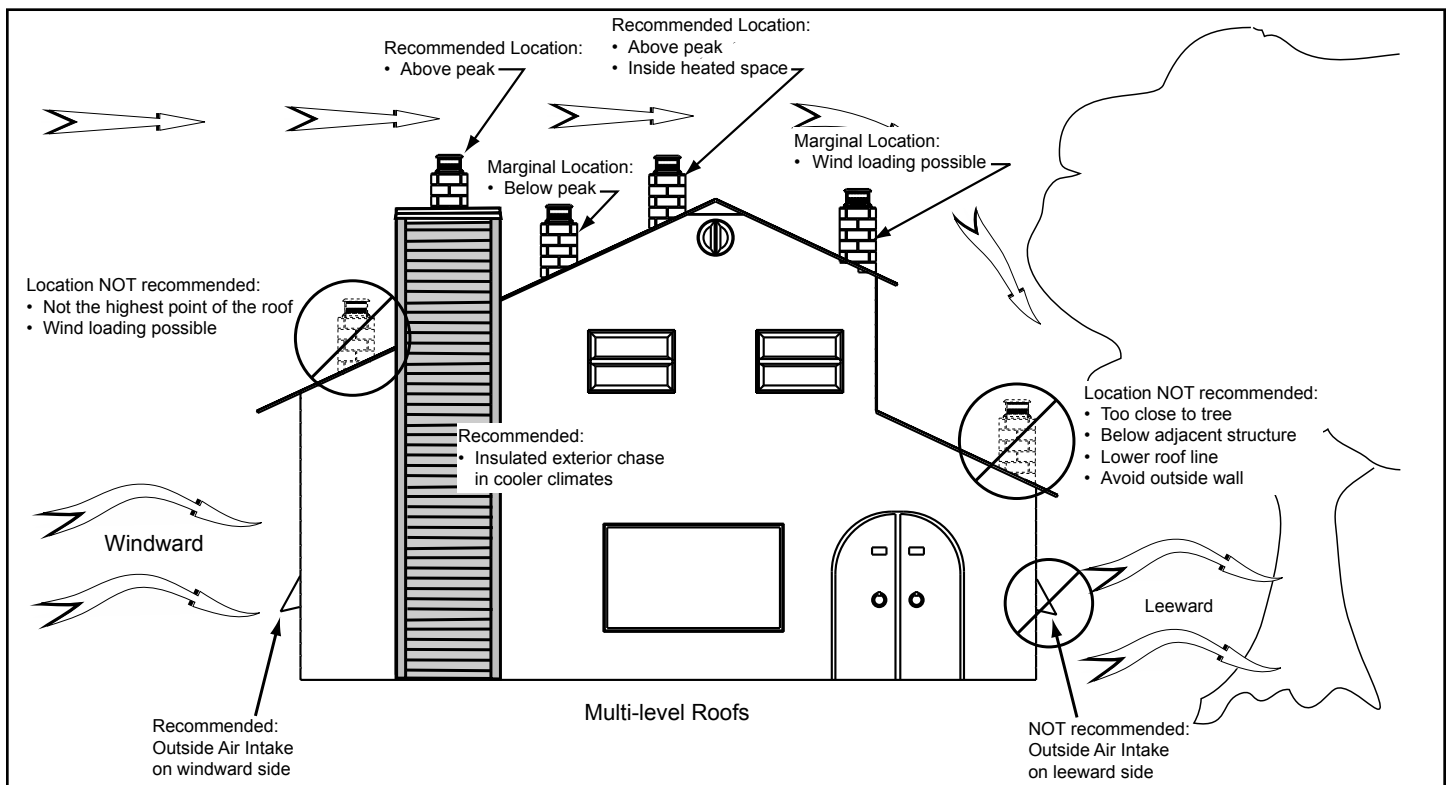 Recommended Location:
• Above peak
Recommended Location:
• Above peak
• Inside heated space
Marginal Location:
• Below peak
Marginal Location:
• Wind loading possible
Location NOT recommended:
• Not the highest point of the roof
• Wind loading possible
Recommended:
• Insulated exterior chase
in cooler climates
Location NOT recommended:
• Too close to tree
• Below adjacent structure
• Lower roof line
• Avoid outside wall
Windward
Leeward
Multi-level Roofs
Recommended:
Outside Air Intake
on windward side
NOT recommended:
Outside Air Intake
on leeward side